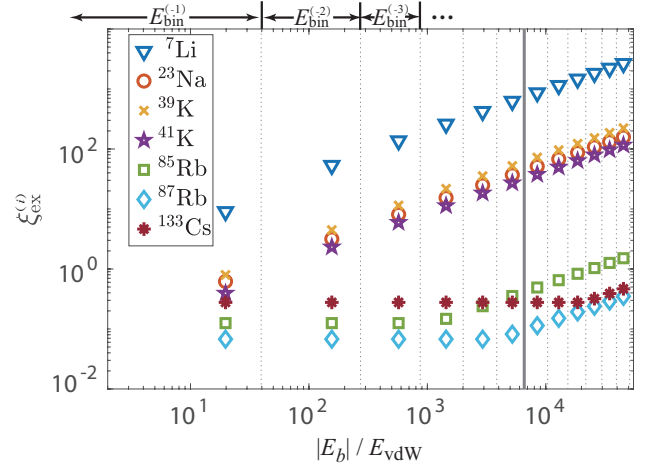 E_bin^(-1) E_bin^(-2) E_bin^(-3) ...
⁷Li
²³Na
³⁹K
⁴¹K
⁸⁵Rb
⁸⁷Rb
¹³³Cs
10²
10⁰
10⁻²
ξ_ex^(i)
10¹ 10² 10³ 10⁴
|E_b| / E_vdW